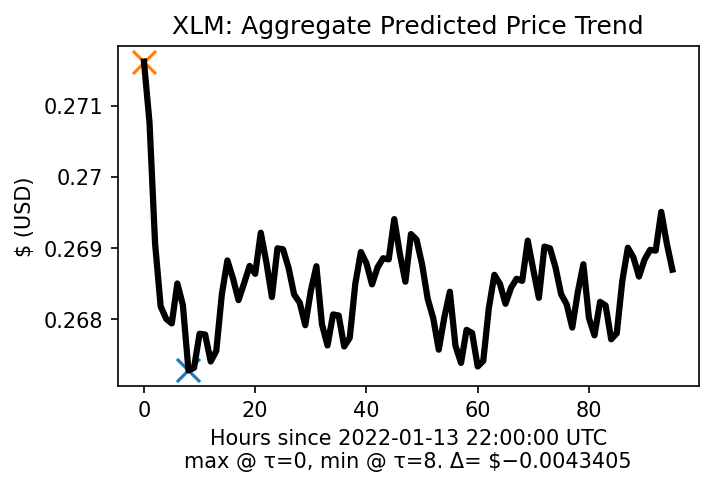 XLM: Aggregate Predicted Price Trend
$ (USD)
0.271
0.27
0.269
0.268
0 20 40 60 80
Hours since 2022-01-13 22:00:00 UTC
max @ τ=0, min @ τ=8. Δ= $−0.0043405